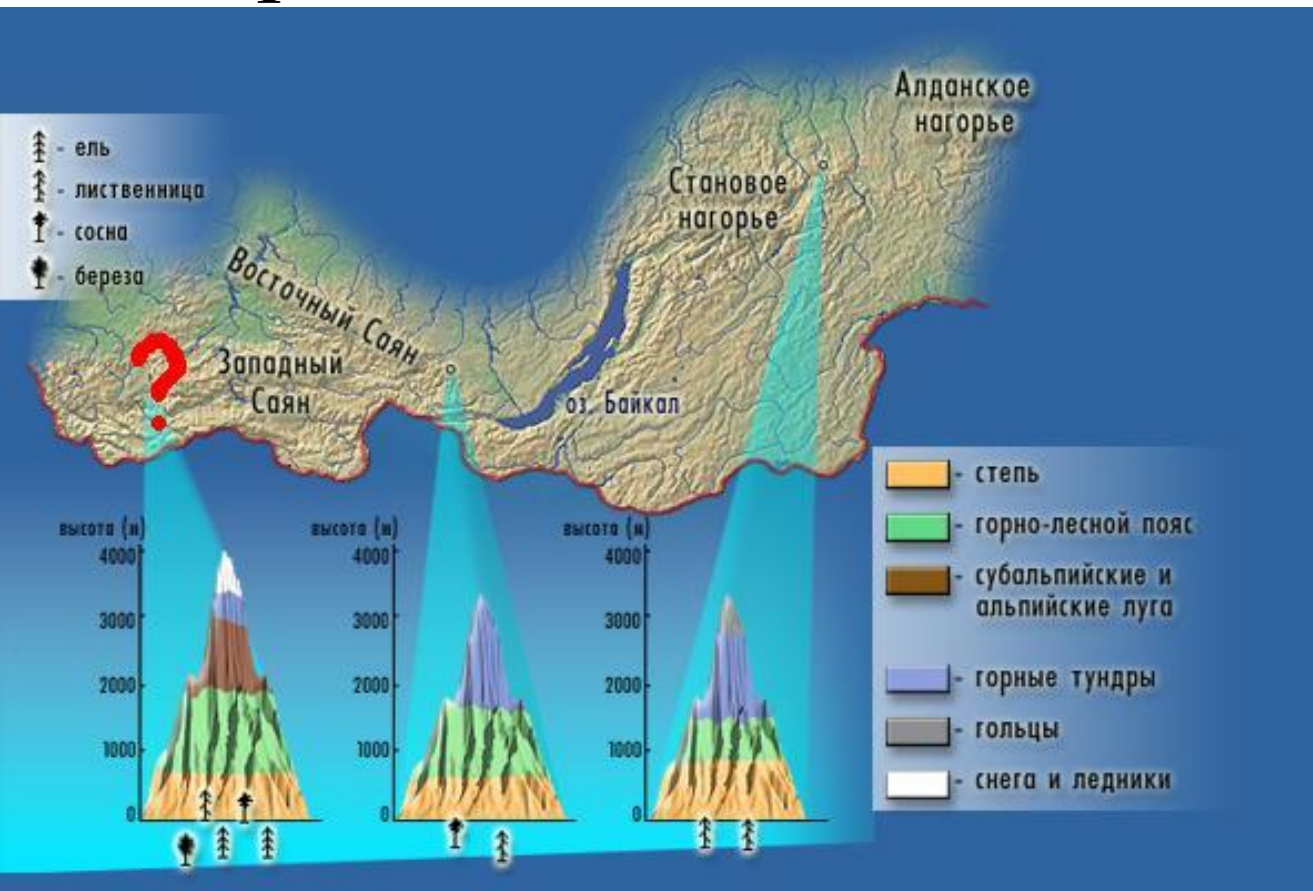 - ель
- лиственница
- сосна
- береза
Алданское
нагорье
Становое
нагорье
Восточный Саян
?
Западный
Саян
оз. Байкал
высота (м)
4000
3000
2000
1000
0
высота (м)
4000
3000
2000
1000
0
высота (м)
4000
3000
2000
1000
0
- степь
- горно-лесной пояс
- субальпийские и
альпийские луга
- горные тундры
- гольцы
- снега и ледники